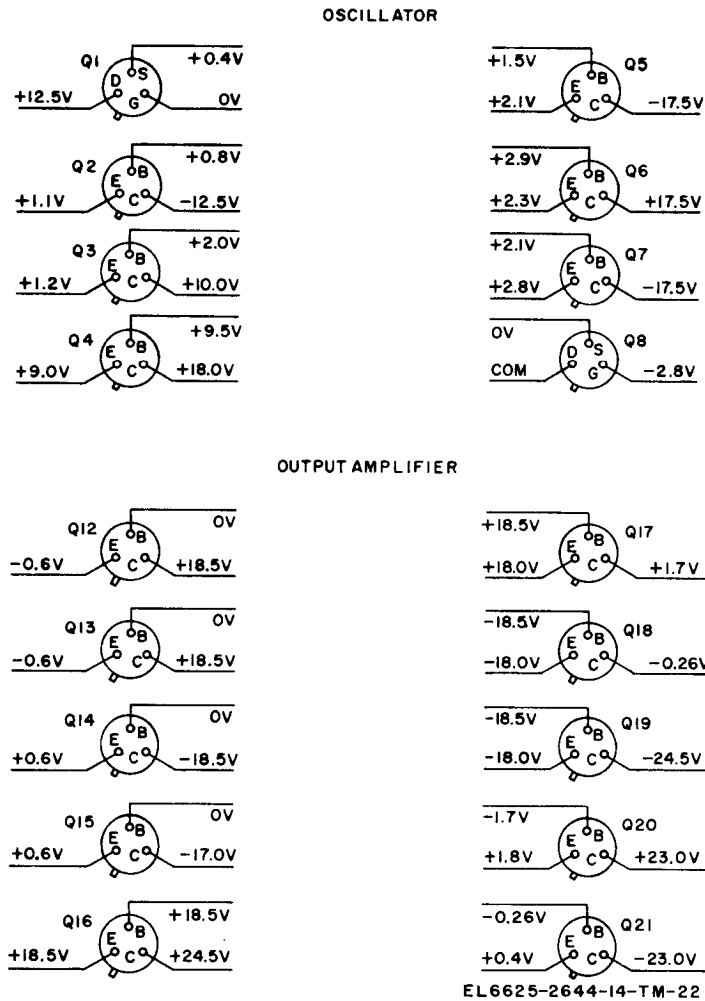 OSCILLATOR
Q1
D S G
+0.4V
+12.5V
0V
Q2
E B C
+0.8V
+1.1V
-12.5V
Q3
E B C
+2.0V
+1.2V
+10.0V
Q4
E B C
+9.5V
+9.0V
+18.0V
+1.5V
Q5
E B C
+2.1V
-17.5V
+2.9V
Q6
E B C
+2.3V
+17.5V
+2.1V
Q7
E B C
+2.8V
-17.5V
0V
Q8
D S G
COM
-2.8V
OUTPUT AMPLIFIER
Q12
E B C
0V
-0.6V
+18.5V
Q13
E B C
0V
-0.6V
+18.5V
Q14
E B C
0V
+0.6V
-18.5V
Q15
E B C
0V
+0.6V
-17.0V
Q16
E B C
+18.5V
+18.5V
+24.5V
+18.5V
Q17
E B C
+18.0V
+1.7V
-18.5V
Q18
E B C
-18.0V
-0.26V
-18.5V
Q19
E B C
-18.0V
-24.5V
-1.7V
Q20
E B C
+1.8V
+23.0V
-0.26V
Q21
E B C
+0.4V
-23.0V
EL6625-2644-14-TM-22